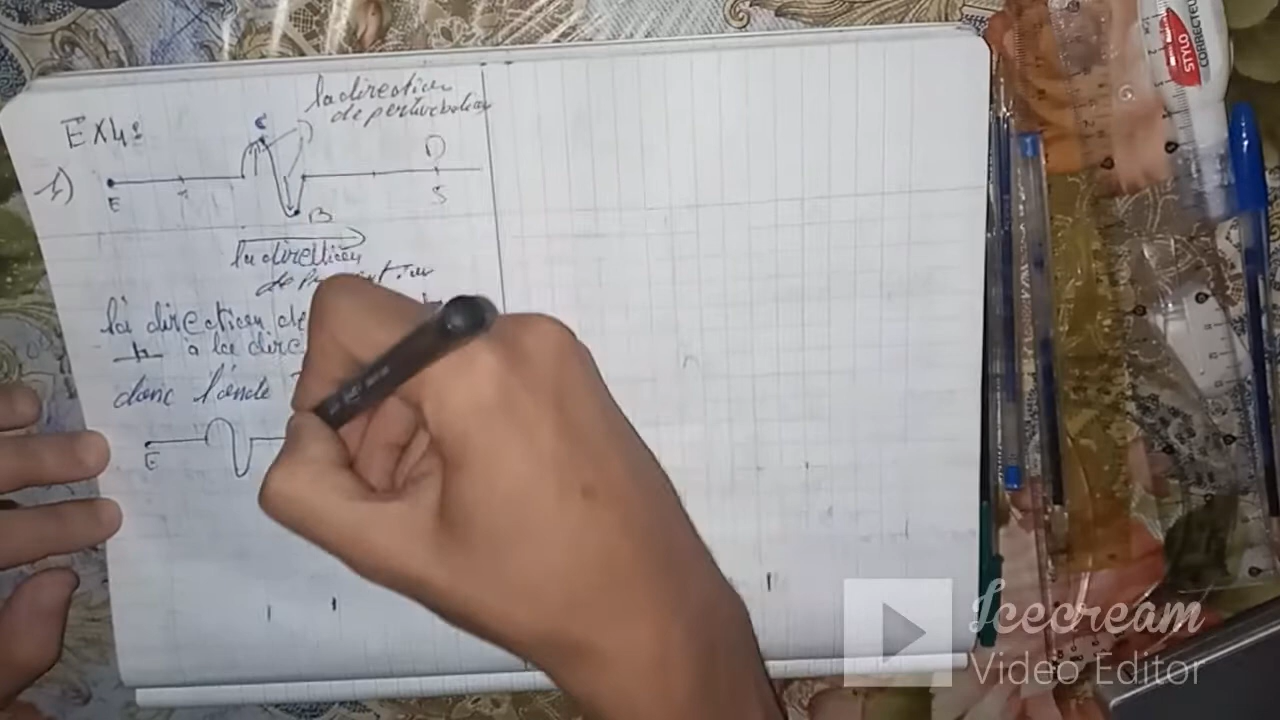 Ex4:
la direction
de perturbation
1)
C
D
E
S
B
la direction
de
la direction de
à la direc
donc l'onde
E
STYLO
CORRECTEUR
Icecream
Video Editor